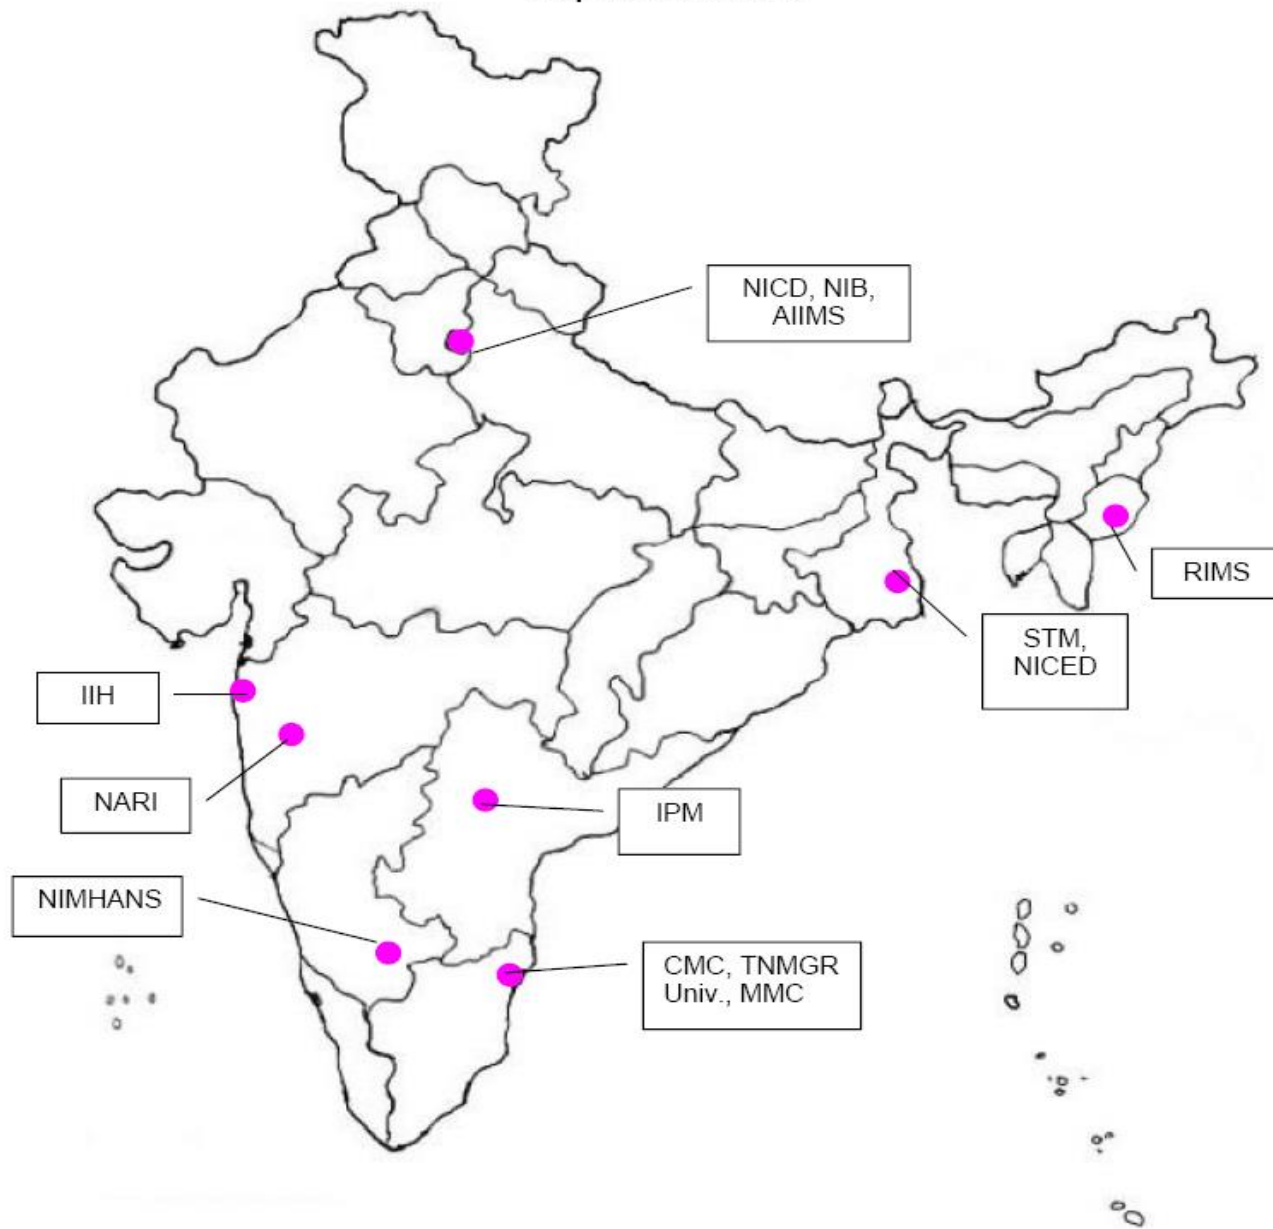 NICD, NIB,
AIIMS
RIMS
STM,
NICED
IIH
NARI
IPM
NIMHANS
CMC, TNMGR
Univ., MMC